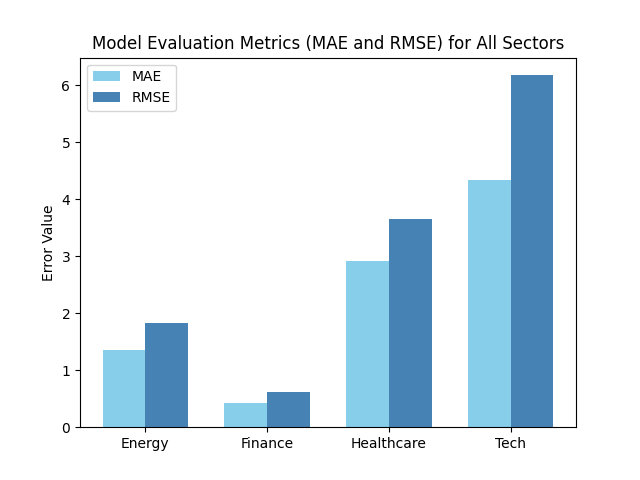 Model Evaluation Metrics (MAE and RMSE) for All Sectors
MAE
RMSE
Error Value
6
5
4
3
2
1
0
Energy
Finance
Healthcare
Tech